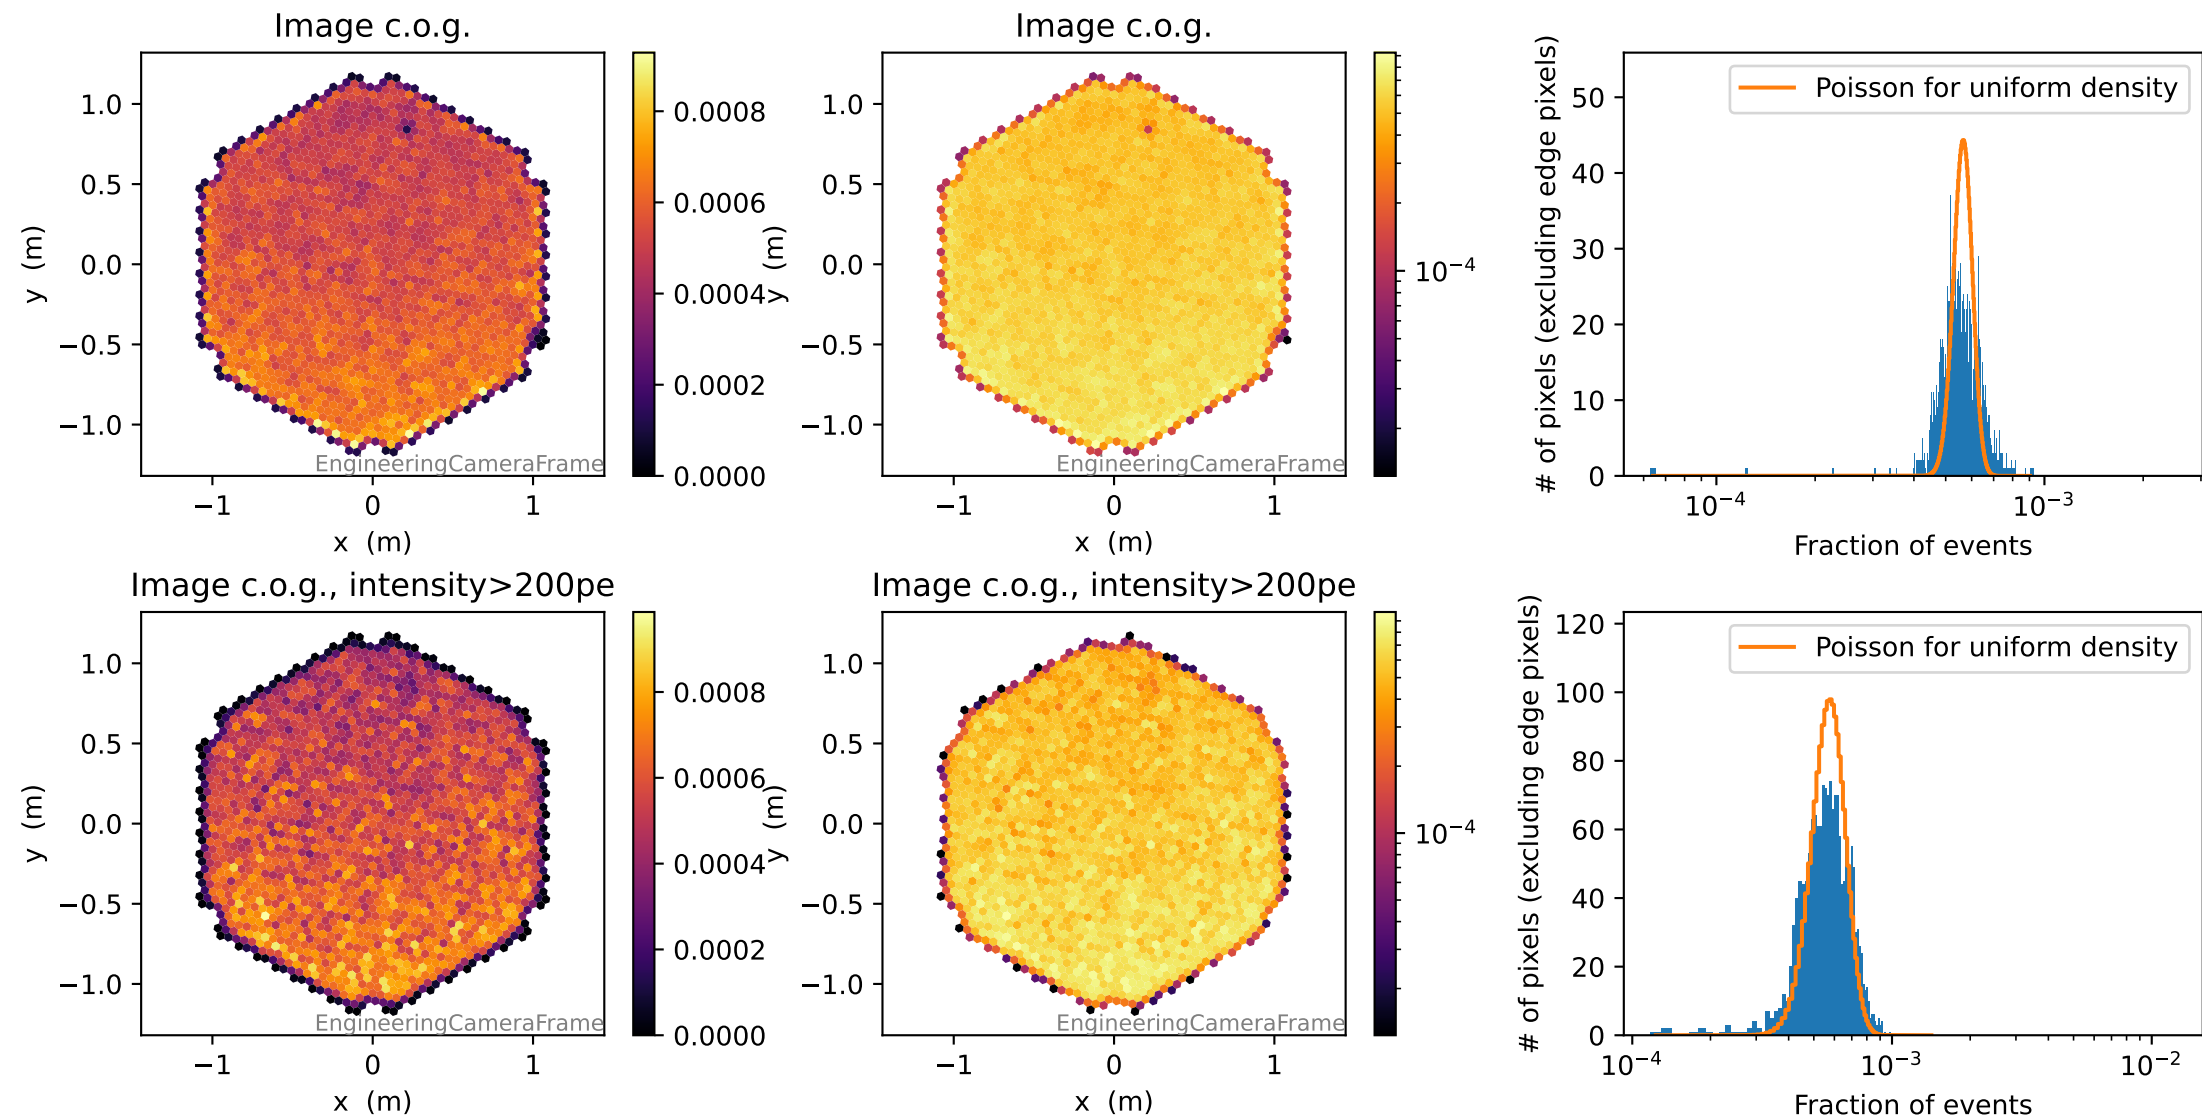 Image c.o.g.
1.0
0.5
0.0
−0.5
−1.0
y (m)
−1
0
1
x (m)
EngineeringCameraFrame
0.0008
0.0006
0.0004
0.0002
0.0000
Image c.o.g.
1.0
0.5
0.0
−0.5
−1.0
y (m)
−1
0
1
x (m)
EngineeringCameraFrame
10⁻⁴
Poisson for uniform density
50
40
30
20
10
0
# of pixels (excluding edge pixels)
10⁻⁴
10⁻³
Fraction of events
Image c.o.g., intensity>200pe
1.0
0.5
0.0
−0.5
−1.0
y (m)
−1
0
1
x (m)
EngineeringCameraFrame
0.0008
0.0006
0.0004
0.0002
0.0000
Image c.o.g., intensity>200pe
1.0
0.5
0.0
−0.5
−1.0
y (m)
−1
0
1
x (m)
EngineeringCameraFrame
10⁻⁴
Poisson for uniform density
120
100
80
60
40
20
0
# of pixels (excluding edge pixels)
10⁻⁴
10⁻³
10⁻²
Fraction of events